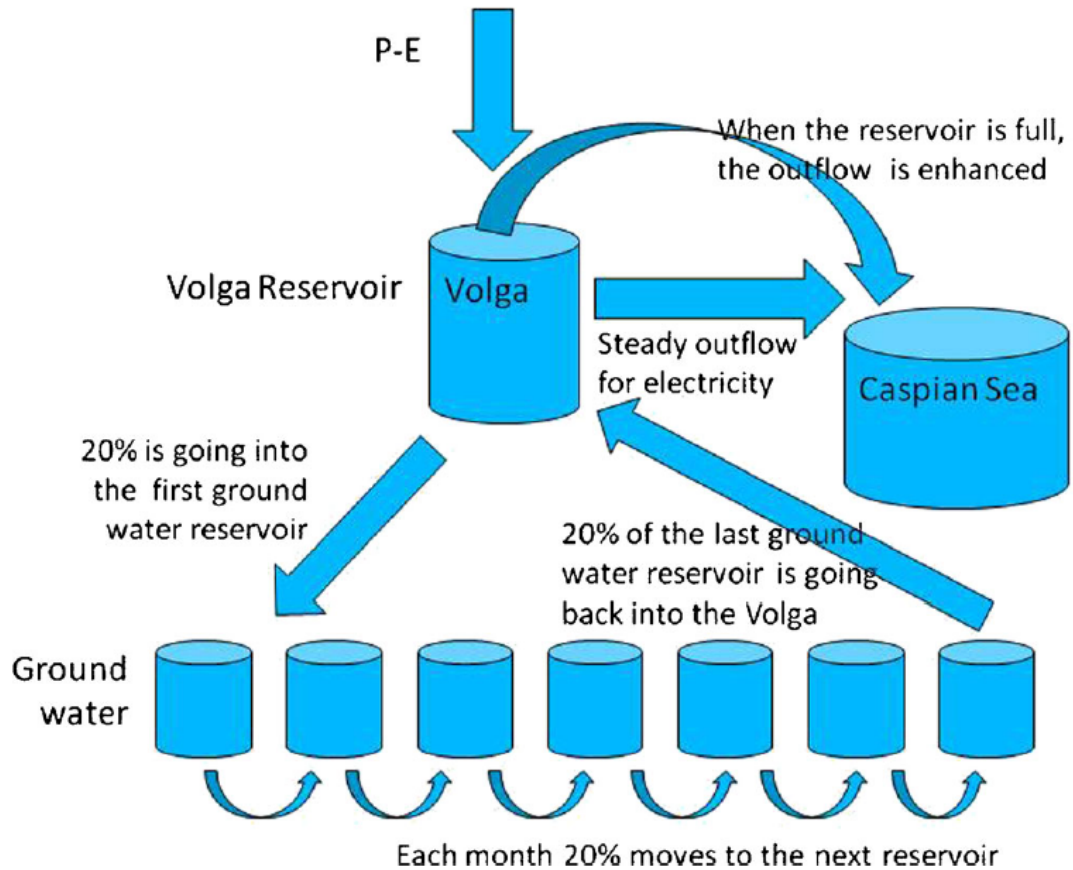 P-E
When the reservoir is full,
the outflow is enhanced
Volga Reservoir
Volga
Steady outflow
for electricity
Caspian Sea
20% is going into
the first ground
water reservoir
20% of the last ground
water reservoir is going
back into the Volga
Ground
water
Each month 20% moves to the next reservoir